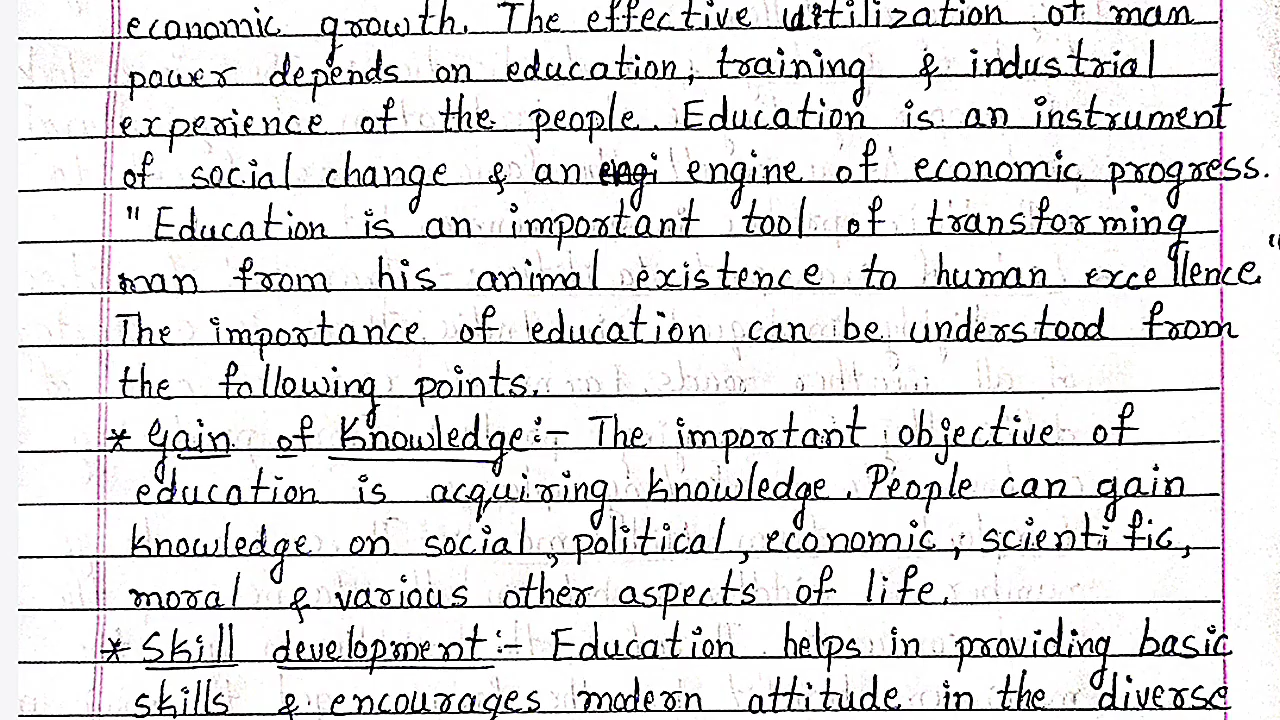 economic growth. The effective utilization of man
power depends on education, training & industrial
experience of the people. Education is an instrument
of social change & an engine of economic progress.
"Education is an important tool of transforming
man from his animal existence to human excellence"
The importance of education can be understood from
the following points.
* Gain of Knowledge:- The important objective of
education is acquiring knowledge. People can gain
knowledge on social, political, economic, scientific,
moral & various other aspects of life.
* Skill development:- Education helps in providing basic
skills & encourages modern attitude in the diverse